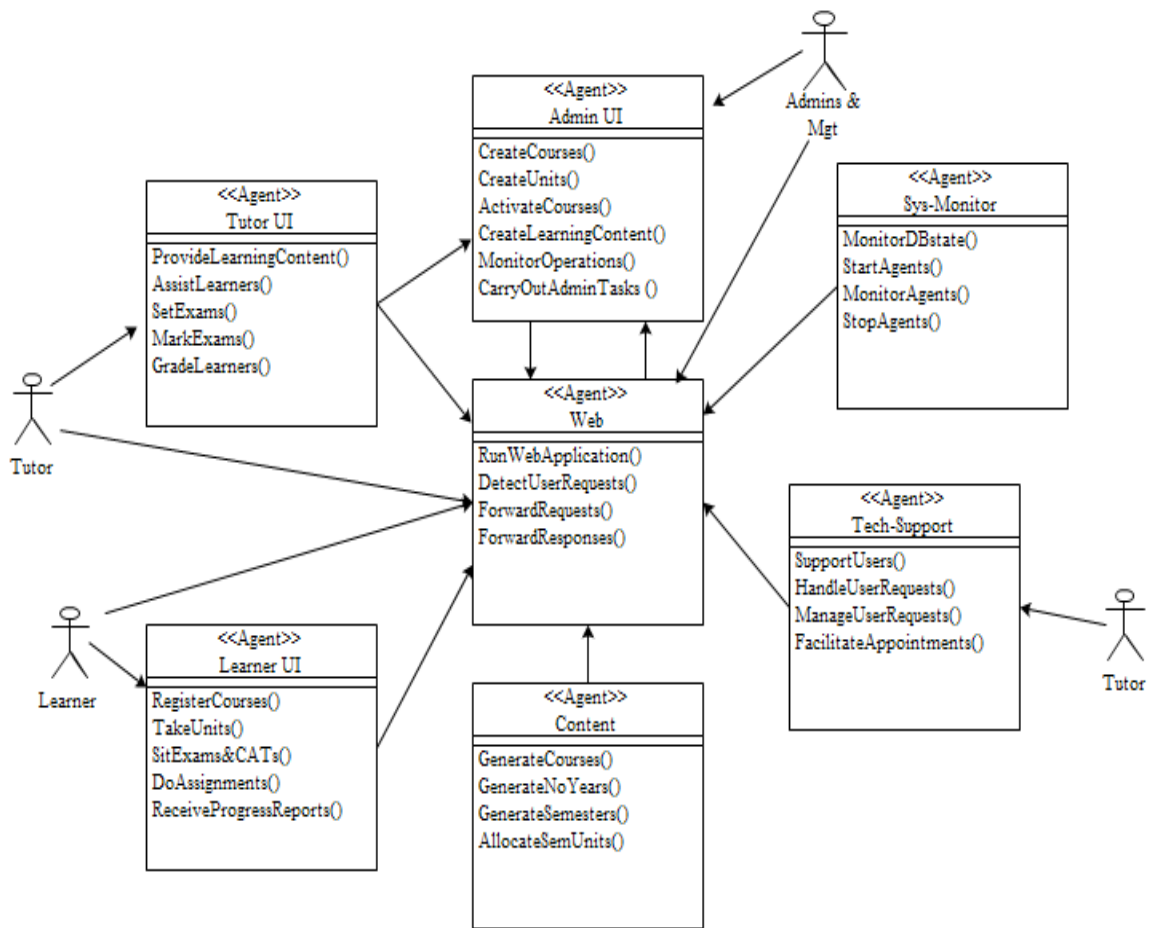 <<Agent>>
Admin UI
CreateCourses()
CreateUnits()
ActivateCourses()
CreateLearningContent()
MonitorOperations()
CarryOutAdminTasks ()
Admins &
Mgt
<<Agent>>
Sys-Monitor
MonitorDBstate()
StartAgents()
MonitorAgents()
StopAgents()
<<Agent>>
Tutor UI
ProvideLearningContent()
AssistLearners()
SetExams()
MarkExams()
GradeLearners()
Tutor
<<Agent>>
Web
RunWebApplication()
DetectUserRequests()
ForwardRequests()
ForwardResponses()
<<Agent>>
Tech-Support
SupportUsers()
HandleUserRequests()
ManageUserRequests()
FacilitateAppointments()
Tutor
Learner
<<Agent>>
Learner UI
RegisterCourses()
TakeUnits()
SitExams&CATs()
DoAssignments()
ReceiveProgressReports()
<<Agent>>
Content
GenerateCourses()
GenerateNoYears()
GenerateSemesters()
AllocateSemUnits()